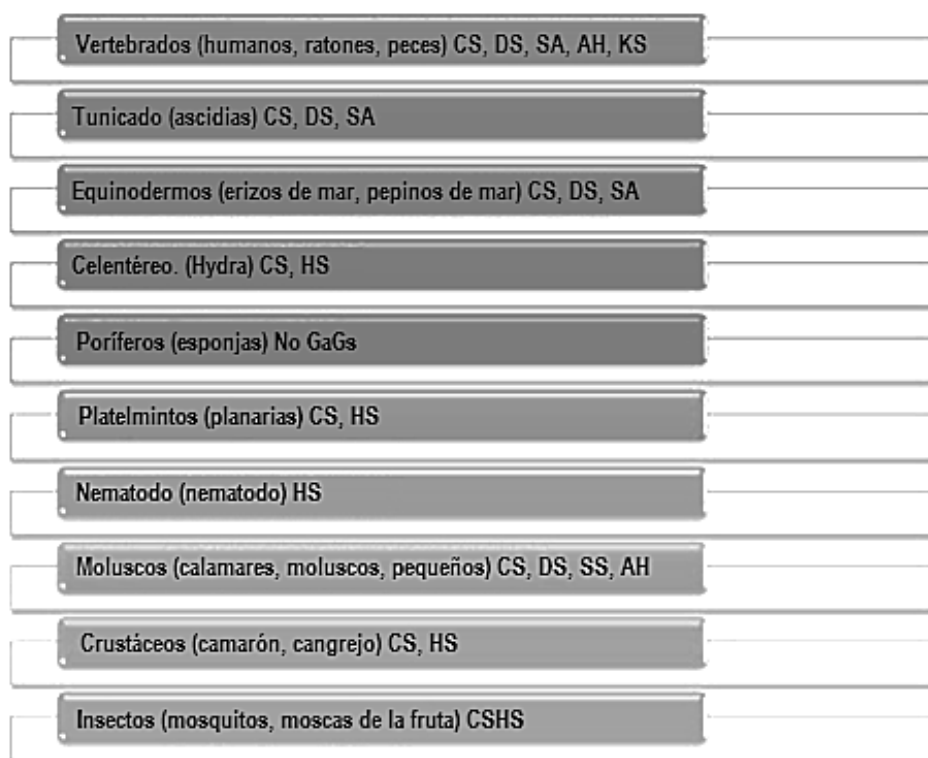 Vertebrados (humanos, ratones, peces) CS, DS, SA, AH, KS
Tunicado (ascidias) CS, DS, SA
Equinodermos (erizos de mar, pepinos de mar) CS, DS, SA
Celentéreo. (Hydra) CS, HS
Poríferos (esponjas) No GaGs
Platelmintos (planarias) CS, HS
Nematodo (nematodo) HS
Moluscos (calamares, moluscos, pequeños) CS, DS, SS, AH
Crustáceos (camarón, cangrejo) CS, HS
Insectos (mosquitos, moscas de la fruta) CSHS